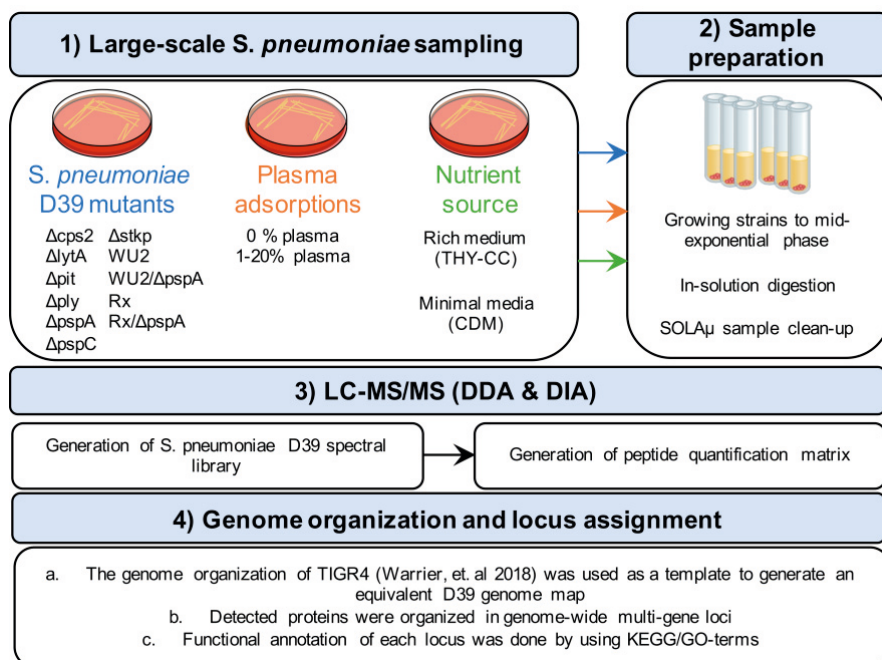 1) Large-scale S. pneumoniae sampling
S. pneumoniae
D39 mutants
Δcps2 Δstkp
ΔlytA WU2
Δpit WU2/ΔpspA
Δply Rx
ΔpspA Rx/ΔpspA
ΔpspC
Plasma
adsorptions
0 % plasma
1-20% plasma
Nutrient
source
Rich medium
(THY-CC)
Minimal media
(CDM)
2) Sample
preparation
Growing strains to mid-
exponential phase
In-solution digestion
SOLAμ sample clean-up
3) LC-MS/MS (DDA & DIA)
Generation of S. pneumoniae D39 spectral
library
Generation of peptide quantification matrix
4) Genome organization and locus assignment
a. The genome organization of TIGR4 (Warrier, et. al 2018) was used as a template to generate an
equivalent D39 genome map
b. Detected proteins were organized in genome-wide multi-gene loci
c. Functional annotation of each locus was done by using KEGG/GO-terms